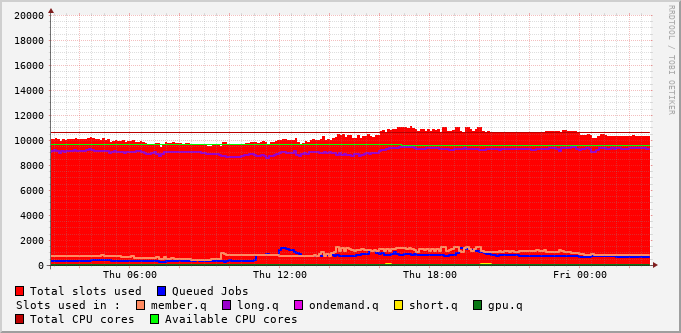 20000
18000
16000
14000
12000
10000
8000
6000
4000
2000
0
Thu 06:00 Thu 12:00 Thu 18:00 Fri 00:00
Total slots used Queued Jobs
Slots used in : member.q long.q ondemand.q short.q gpu.q
Total CPU cores Available CPU cores
RRDTOOL / TOBI OETIKER